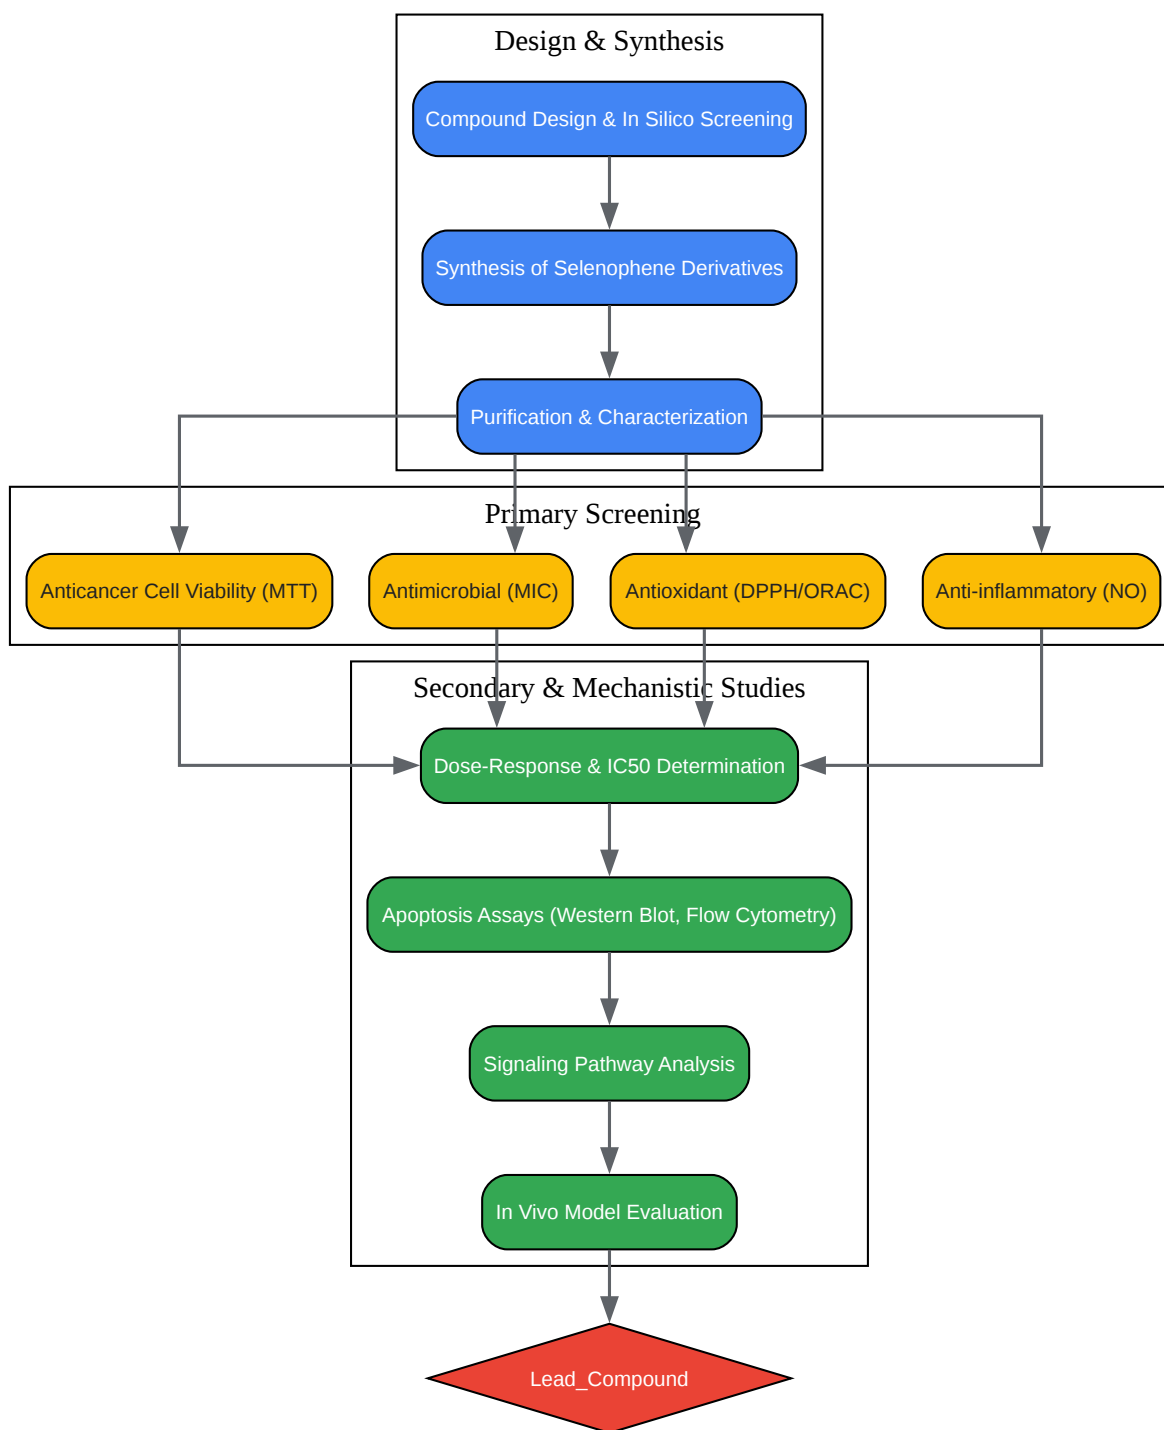 Design & Synthesis
Compound Design & In Silico Screening
Synthesis of Selenophene Derivatives
Purification & Characterization
Primary Screening
Anticancer Cell Viability (MTT)
Antimicrobial (MIC)
Antioxidant (DPPH/ORAC)
Anti-inflammatory (NO)
Secondary & Mechanistic Studies
Dose-Response & IC50 Determination
Apoptosis Assays (Western Blot, Flow Cytometry)
Signaling Pathway Analysis
In Vivo Model Evaluation
Lead_Compound